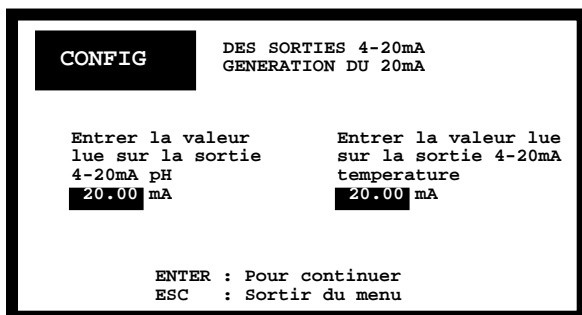 CONFIG
DES SORTIES 4-20mA
GENERATION DU 20mA
Entrer la valeur
lue sur la sortie
4-20mA pH
20.00 mA
Entrer la valeur lue
sur la sortie 4-20mA
temperature
20.00 mA
ENTER : Pour continuer
ESC : Sortir du menu